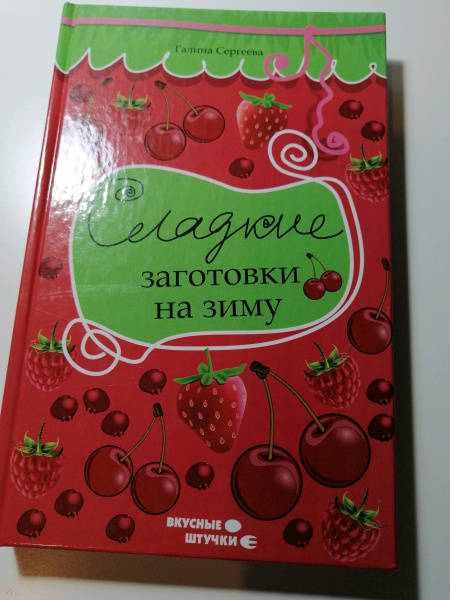 Галина Сергеева
Сладкие
заготовки
на зиму
ВКУСНЫЕ
ШТУЧКИ